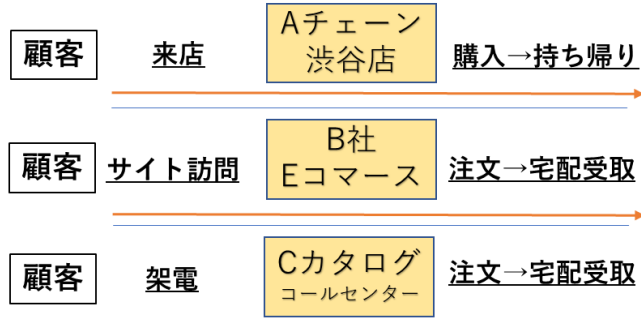 顧客
来店
Aチェーン
渋谷店
購入→持ち帰り
顧客
サイト訪問
B社
Eコマース
注文→宅配受取
顧客
架電
Cカタログ
コールセンター
注文→宅配受取